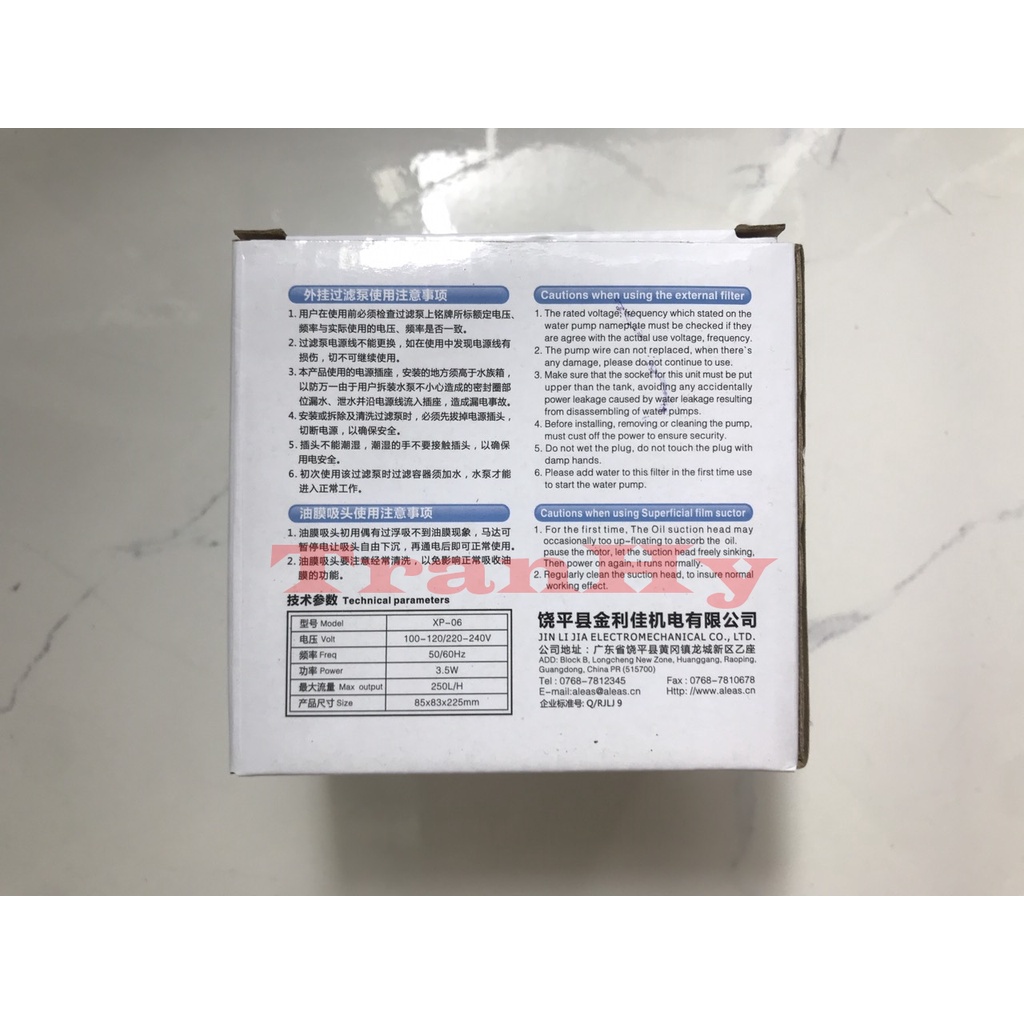 外挂过滤泵使用注意事项
1. 用户在使用前必须检查过滤泵上铭牌所标额定电压、
频率与实际使用的电压、频率是否一致。
2. 过滤泵电源线不能更换，如在使用中发现电源线有
损伤，切不可继续使用。
3. 本产品使用的电源插座，安装的地方须高于水族箱，
以防万一由于用户拆装水泵不小心造成的密封圈部
位漏水、泄水并沿电源线流入插座，造成漏电事故。
4. 安装或拆除及清洗过滤泵时，必须先拔掉电源插头，
切断电源，以确保安全。
5. 插头不能潮湿，潮湿的手不要接触插头，以确保
用电安全。
6. 初次使用该过滤泵时过滤容器须加水，水泵才能
进入正常工作。
油膜吸头使用注意事项
1. 油膜吸头初用偶有过浮吸不到油膜现象，马达可
暂停电让吸头自由下沉，再通电后即可正常使用。
2. 油膜吸头要注意经常清洗，以免影响正常吸收油
膜的功能。
技术参数 Technical parameters
型号 Model XP-06
电压 Volt 100-120/220-240V
频率 Freq 50/60Hz
功率 Power 3.5W
最大流量 Max output 250L/H
产品尺寸 Size 85x83x225mm
Cautions when using the external filter
1. The rated voltage, frequency which stated on the
water pump nameplate must be checked if they
are agree with the actual use voltage, frequency.
2. The pump wire can not replaced, when there`s
any damage, please do not continue to use.
3. Make sure that the socket for this unit must be put
upper than the tank, avoiding any accidentally
power leakage caused by water leakage resulting
from disassembling of water pumps.
4. Before installing, removing or cleaning the pump,
must cust off the power to ensure security.
5. Do not wet the plug, do not touch the plug with
damp hands.
6. Please add water to this filter in the first time use
to start the water pump.
Cautions when using Superficial film suctor
1. For the first time, The Oil suction head may
occasionally too up-floating to absorb the oil.
pause the motor let the suction head freely sinking,
Then power on again, it runs normally.
2. Regularly clean the suction head, to insure normal
working effect.
饶平县金利佳机电有限公司
JIN LI JIA ELECTROMECHANICAL CO., LTD.
公司地址：广东省饶平县黄冈镇龙城新区乙座
ADD: Block B, Longcheng New Zone, Huanggang, Raoping,
Guangdong, China PR (515700)
Tel : 0768-7812345 Fax : 0768-7810678
E-mail:aleas@aleas.cn Http: //www.aleas.cn
企业标准号: Q/RJLJ 9
TranHy